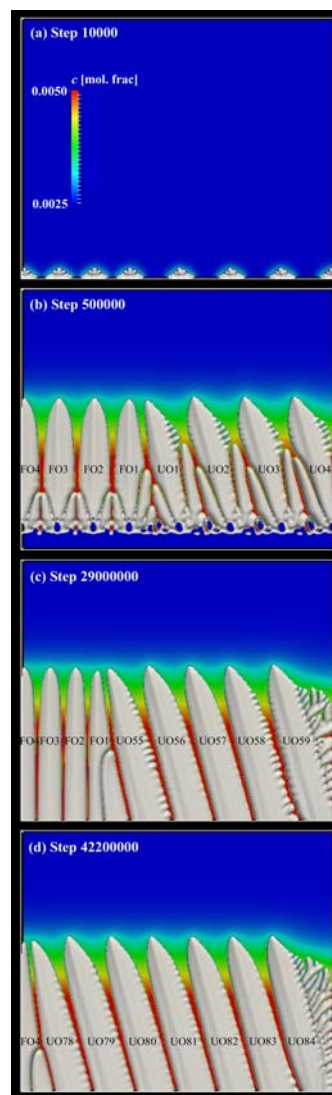 (a) Step 10000
c [mol. frac]
0.0050
0.0025
(b) Step 500000
FO4 FO3 FO2 FO1 UO1 UO2 UO3 UO4
(c) Step 29000000
FO4 FO3 FO2 FO1 UO55 UO56 UO57 UO58 UO59
(d) Step 42200000
FO4 UO78 UO79 UO80 UO81 UO82 UO83 UO84